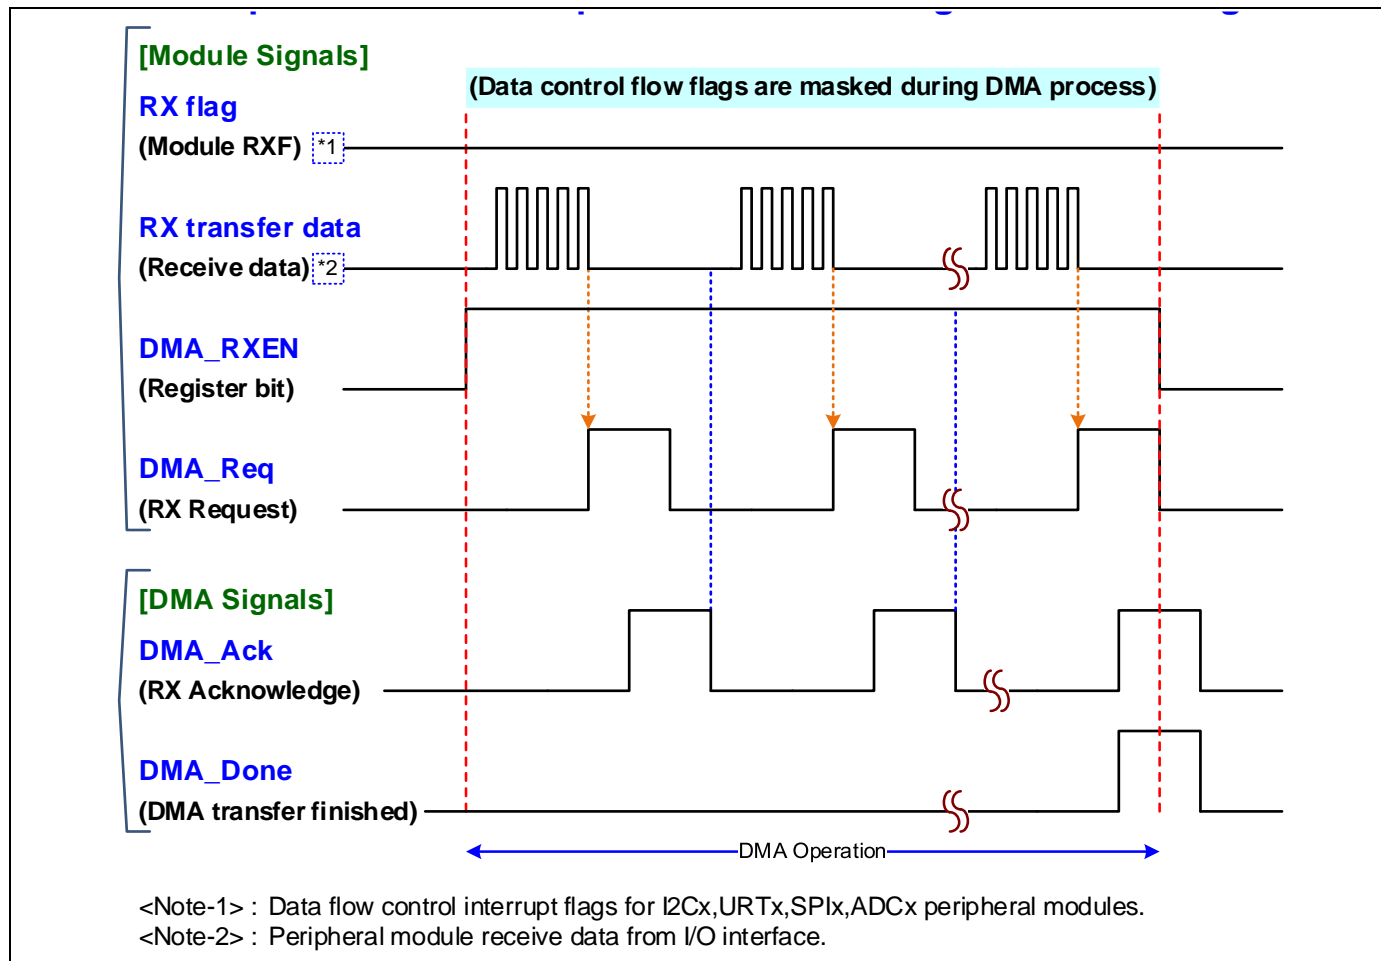 [Module Signals]
(Data control flow flags are masked during DMA process)
RX flag
(Module RXF) *1
RX transfer data
(Receive data) *2
DMA_RXEN
(Register bit)
DMA_Req
(RX Request)
[DMA Signals]
DMA_Ack
(RX Acknowledge)
DMA_Done
(DMA transfer finished)
DMA Operation
<Note-1> : Data flow control interrupt flags for I2Cx,URTx,SPIx,ADCx peripheral modules.
<Note-2> : Peripheral module receive data from I/O interface.